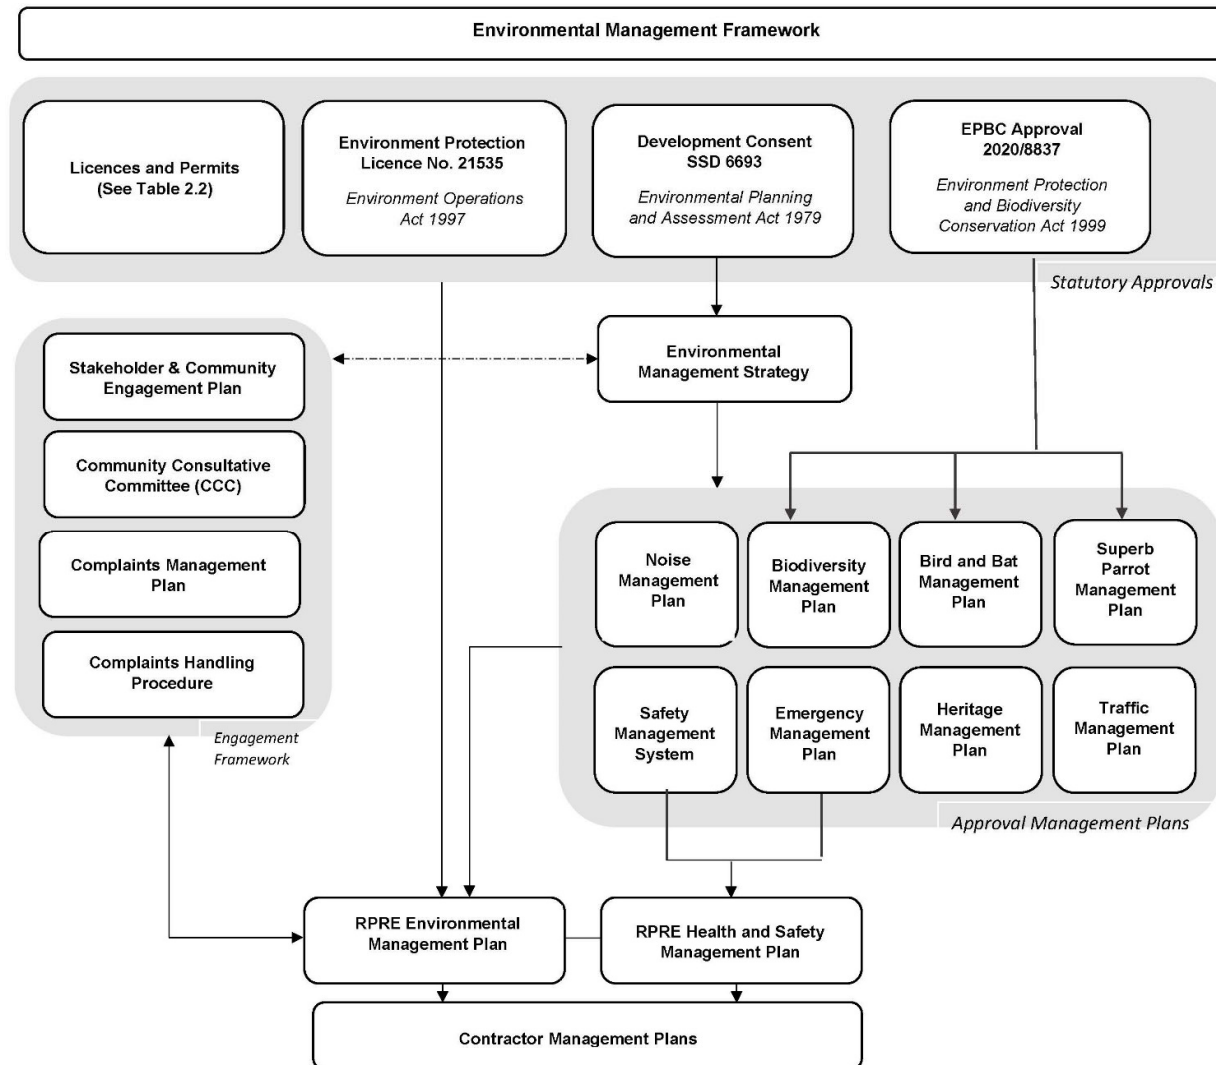 Environmental Management Framework
Licences and Permits
(See Table 2.2)
Environment Protection
Licence No. 21535
Environment Operations
Act 1997
Development Consent
SSD 6693
Environmental Planning
and Assessment Act 1979
EPBC Approval
2020/8837
Environment Protection
and Biodiversity
Conservation Act 1999
Statutory Approvals
Stakeholder & Community
Engagement Plan
Community Consultative
Committee (CCC)
Complaints Management
Plan
Complaints Handling
Procedure
Engagement
Framework
Environmental
Management Strategy
Noise
Management
Plan
Biodiversity
Management
Plan
Bird and Bat
Management
Plan
Superb
Parrot
Management
Plan
Safety
Management
System
Emergency
Management
Plan
Heritage
Management
Plan
Traffic
Management
Plan
Approval Management Plans
RPRE Environmental
Management Plan
RPRE Health and Safety
Management Plan
Contractor Management Plans